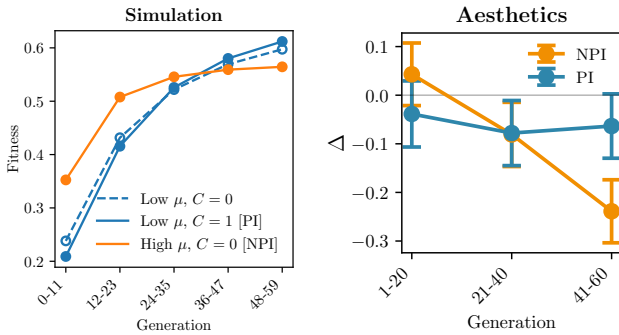 Simulation
Fitness
0.6
0.5
0.4
0.3
0.2
Low μ, C = 0
Low μ, C = 1 [PI]
High μ, C = 0 [NPI]
0-11
12-23
24-35
36-47
48-59
Generation
Aesthetics
Δ
0.1
0.0
−0.1
−0.2
−0.3
NPI
PI
1-20
21-40
41-60
Generation